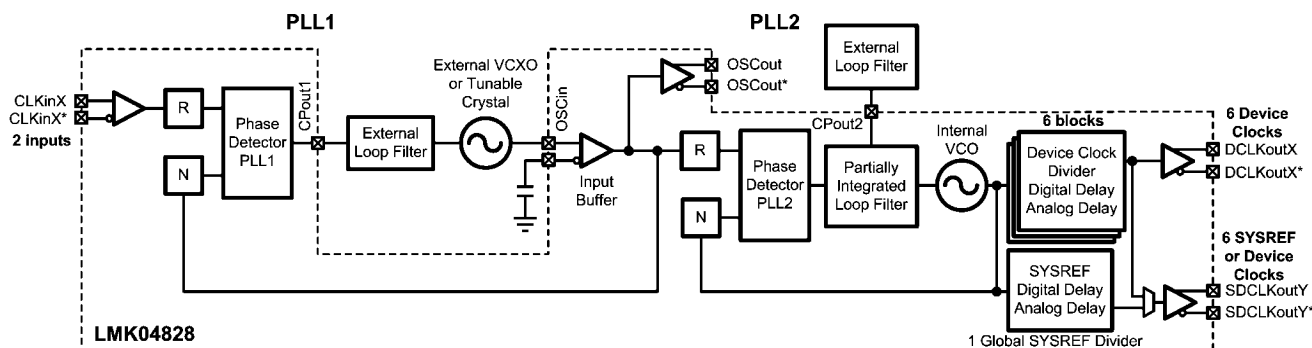 PLL1
PLL2
CLKinX
CLKinX*
2 inputs
R
N
Phase
Detector
PLL1
CPout1
External
Loop Filter
External VCXO
or Tunable
Crystal
OSCin
Input
Buffer
OSCout
OSCout*
R
N
Phase
Detector
PLL2
External
Loop Filter
CPout2
Partially
Integrated
Loop Filter
Internal
VCO
6 blocks
Device Clock
Divider
Digital Delay
Analog Delay
SYSREF
Digital Delay
Analog Delay
1 Global SYSREF Divider
6 Device
Clocks
DCLKoutX
DCLKoutX*
6 SYSREF
or Device
Clocks
SDCLKoutY
SDCLKoutY*
LMK04828